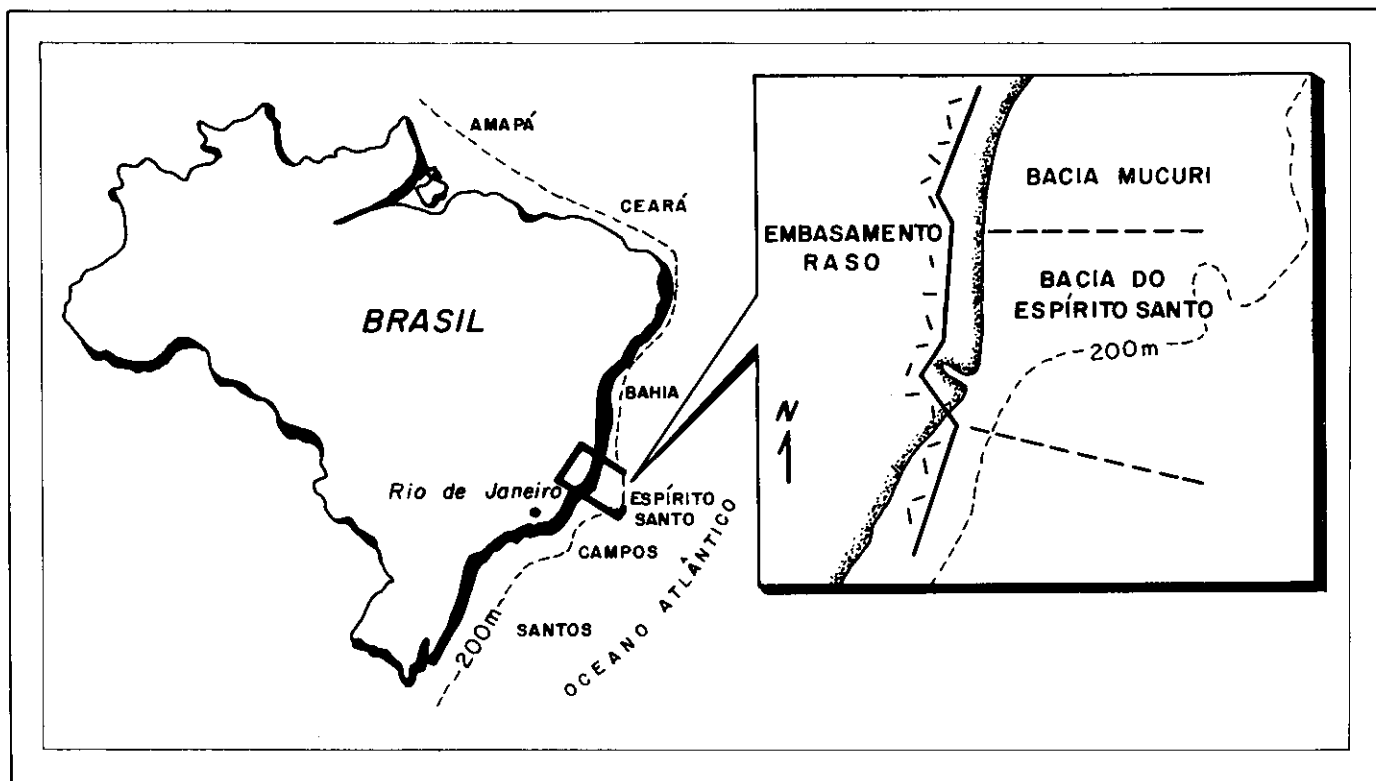 AMAPÁ
CEARÁ
BRASIL
BAHIA
Rio de Janeiro
ESPÍRITO
SANTO
CAMPOS
SANTOS
200m
OCEANO ATLÂNTICO
BACIA MUCURI
EMBASAMENTO
RASO
BACIA DO
ESPÍRITO SANTO
200m
N